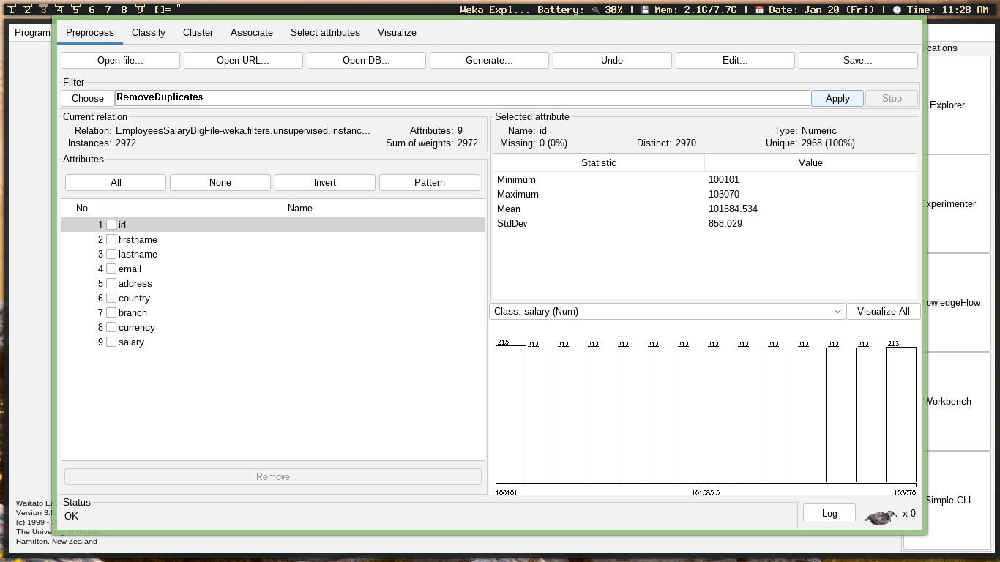 1 2 3 4 5 6 7 8 9 []= °
Weka Expl... Battery: 🔌 30% | 💾 Mem: 2.1G/7.7G | 📅 Date: Jan 20 (Fri) | 🕚 Time: 11:28 AM
Program
Preprocess Classify Cluster Associate Select attributes Visualize
Open file... Open URL... Open DB... Generate... Undo Edit... Save...
Filter
Choose RemoveDuplicates Apply Stop
Current relation
Relation: EmployeesSalaryBigFile-weka.filters.unsupervised.instanc... Attributes: 9
Instances: 2972 Sum of weights: 2972
Attributes
All None Invert Pattern
No. Name
1 id
2 firstname
3 lastname
4 email
5 address
6 country
7 branch
8 currency
9 salary
Remove
Selected attribute
Name: id Type: Numeric
Missing: 0 (0%) Distinct: 2970 Unique: 2968 (100%)
Statistic Value
Minimum 100101
Maximum 103070
Mean 101584.534
StdDev 858.029
Class: salary (Num) Visualize All
215 212 212 212 212 212 212 212 212 212 212 212 212 213
100101 101585.5 103070
Status
OK
Log x 0
lications
Explorer
Experimenter
nowledgeFlow
Workbench
Simple CLI
Waikato En
Version 3.8
(c) 1999 - 2
The University of Waikato
Hamilton, New Zealand